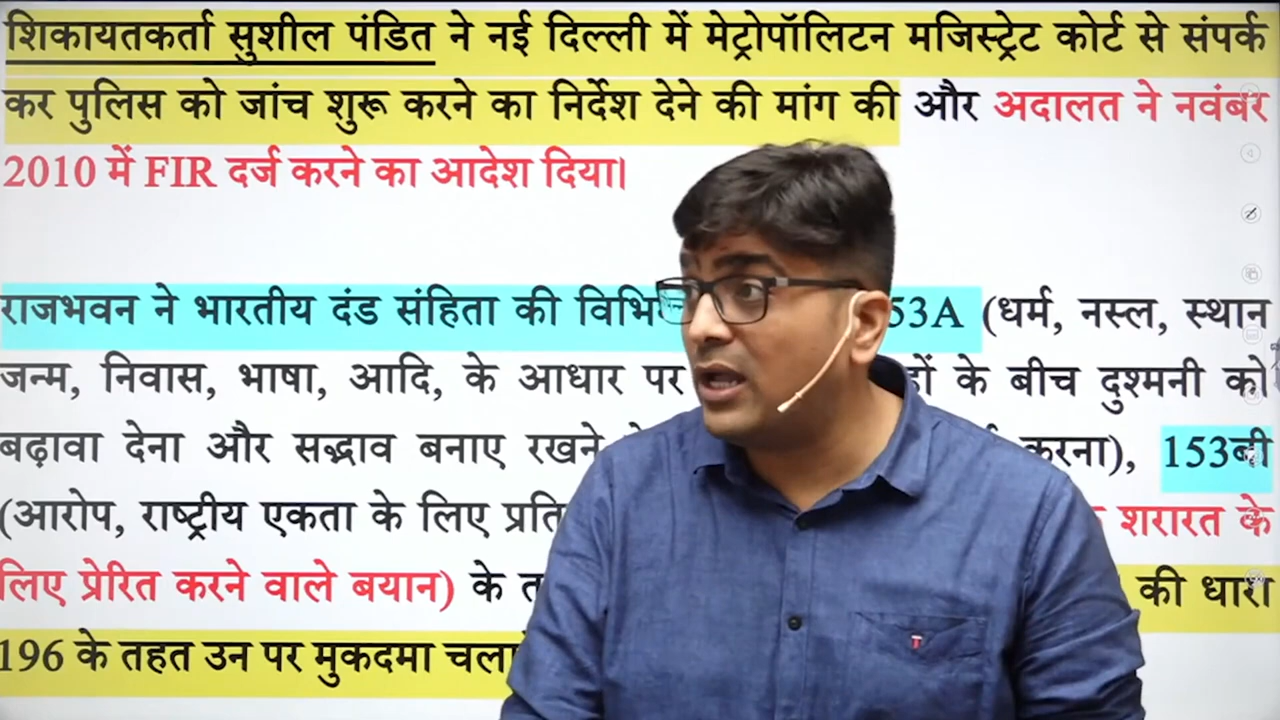 शिकायतकर्ता सुशील पंडित ने नई दिल्ली में मेट्रोपॉलिटन मजिस्ट्रेट कोर्ट से संपर्क
कर पुलिस को जांच शुरू करने का निर्देश देने की मांग की और अदालत ने नवंबर
2010 में FIR दर्ज करने का आदेश दिया।
राजभवन ने भारतीय दंड संहिता की 53A (धर्म, नस्ल, स्थान
जन्म, निवास, भाषा, आदि, के आधार पर के बीच दुश्मनी को
बढ़ावा देना और सद्भाव बनाए रखने करना), 153बी
(आरोप, राष्ट्रीय एकता के लिए शरारत के
लिए प्रेरित करने वाले बयान) के की धारा
196 के तहत उन पर मुकदमा